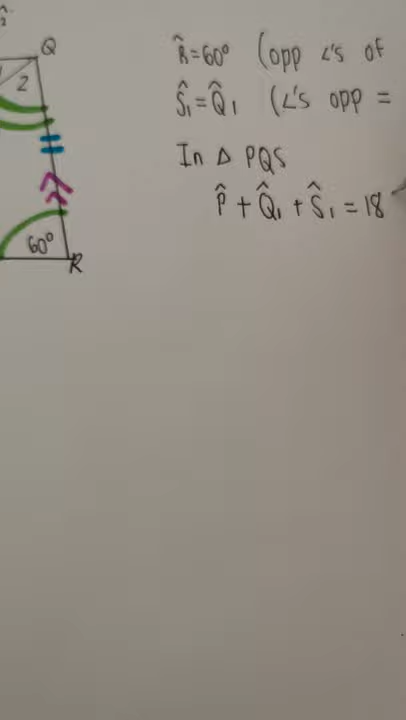 Q
2
60°
R
R̂=60° (opp ∠'s of
Ŝ₁=Q̂₁ (∠'s opp =
In Δ PQS
P̂ + Q̂₁ + Ŝ₁ = 18